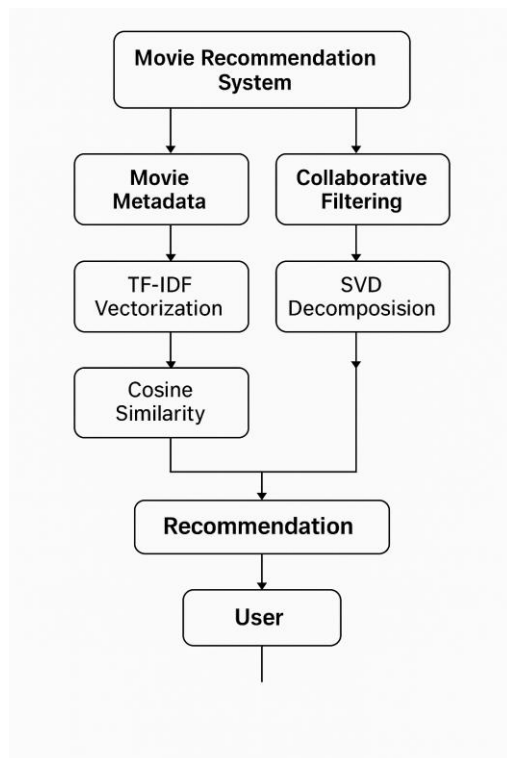 Movie Recommendation
System
Movie
Metadata
Collaborative
Filtering
TF-IDF
Vectorization
SVD
Decomposision
Cosine
Similarity
Recommendation
User